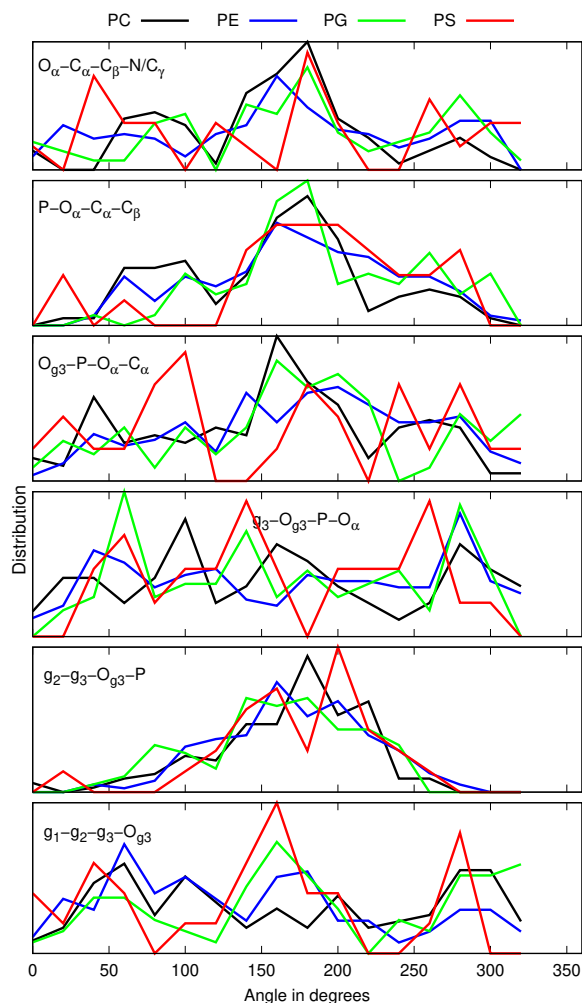 PC PE PG PS
Oα–Cα–Cβ–N/Cγ
P–Oα–Cα–Cβ
Og3–P–Oα–Cα
g3–Og3–P–Oα
g2–g3–Og3–P
g1–g2–g3–Og3
Distribution
0 50 100 150 200 250 300 350
Angle in degrees